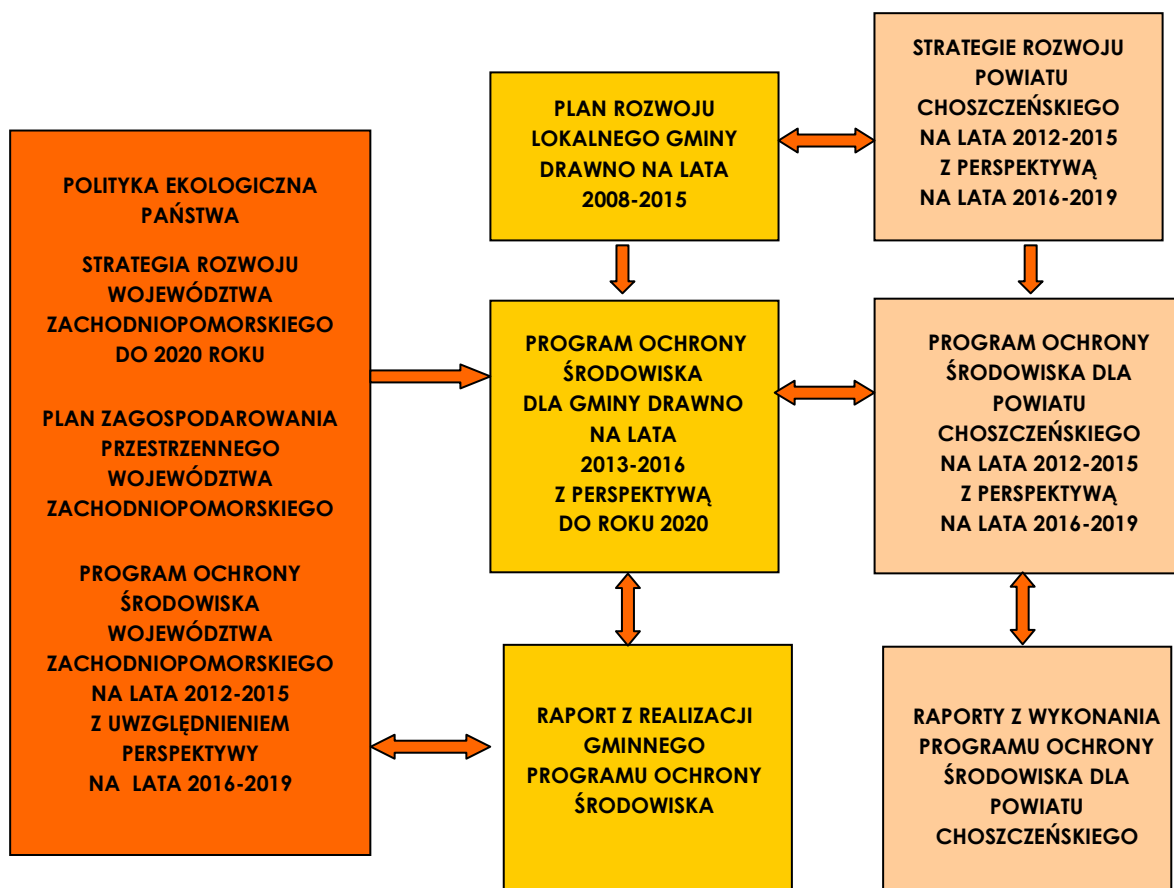 POLITYKA EKOLOGICZNA
PAŃSTWA
STRATEGIA ROZWOJU
WOJEWÓDZTWA
ZACHODNIOPOMORSKIEGO
DO 2020 ROKU
PLAN ZAGOSPODAROWANIA
PRZESTRZENNEGO
WOJEWÓDZTWA
ZACHODNIOPOMORSKIEGO
PROGRAM OCHRONY
ŚRODOWISKA
WOJEWÓDZTWA
ZACHODNIOPOMORSKIEGO
NA LATA 2012-2015
Z UWZGLĘDNIENIEM
PERSPEKTYWY
NA LATA 2016-2019
PLAN ROZWOJU
LOKALNEGO GMINY
DRAWNO NA LATA
2008-2015
STRATEGIE ROZWOJU
POWIATU
CHOSZCZEŃSKIEGO
NA LATA 2012-2015
Z PERSPEKTYWĄ
NA LATA 2016-2019
PROGRAM OCHRONY
ŚRODOWISKA
DLA GMINY DRAWNO
NA LATA
2013-2016
Z PERSPEKTYWĄ
DO ROKU 2020
PROGRAM OCHRONY
ŚRODOWISKA DLA
POWIATU
CHOSZCZEŃSKIEGO
NA LATA 2012-2015
Z PERSPEKTYWĄ
NA LATA 2016-2019
RAPORT Z REALIZACJI
GMINNEGO
PROGRAMU OCHRONY
ŚRODOWISKA
RAPORTY Z WYKONANIA
PROGRAMU OCHRONY
ŚRODOWISKA DLA
POWIATU
CHOSZCZEŃSKIEGO